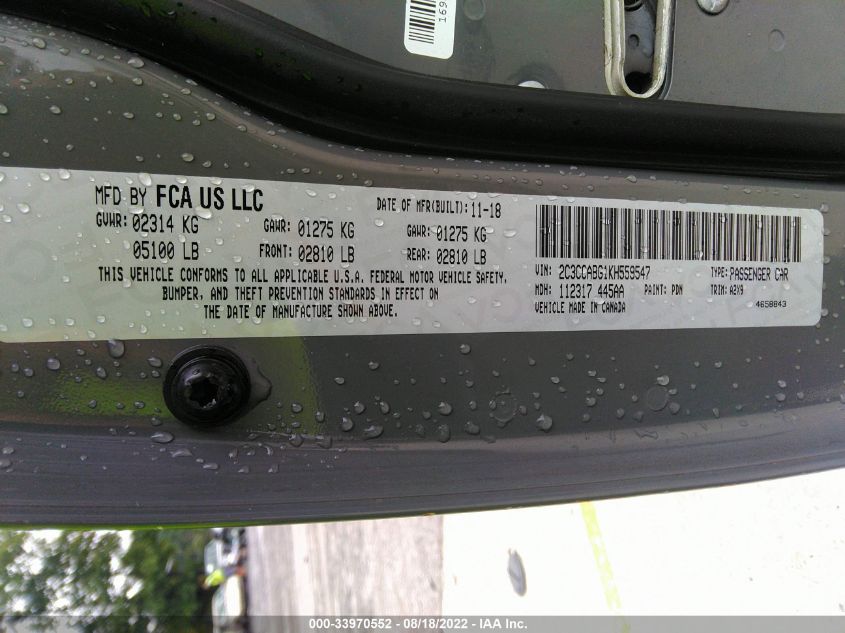 169
MFD BY FCA US LLC
DATE OF MFR(BUILT): 11-18
GVWR: 02314 KG
GAWR: 01275 KG
GAWR: 01275 KG
05100 LB
FRONT: 02810 LB
REAR: 02810 LB
THIS VEHICLE CONFORMS TO ALL APPLICABLE U.S.A. FEDERAL MOTOR VEHICLE SAFETY,
BUMPER, AND THEFT PREVENTION STANDARDS IN EFFECT ON
THE DATE OF MANUFACTURE SHOWN ABOVE.
VIN: 2C3CCABG1KH559547
TYPE: PASSENGER CAR
MDH: 112317 445AA
PAINT: PDN
TRIM: A2X9
VEHICLE MADE IN CANADA
4658843
000-33970552 - 08/18/2022 - IAA Inc.